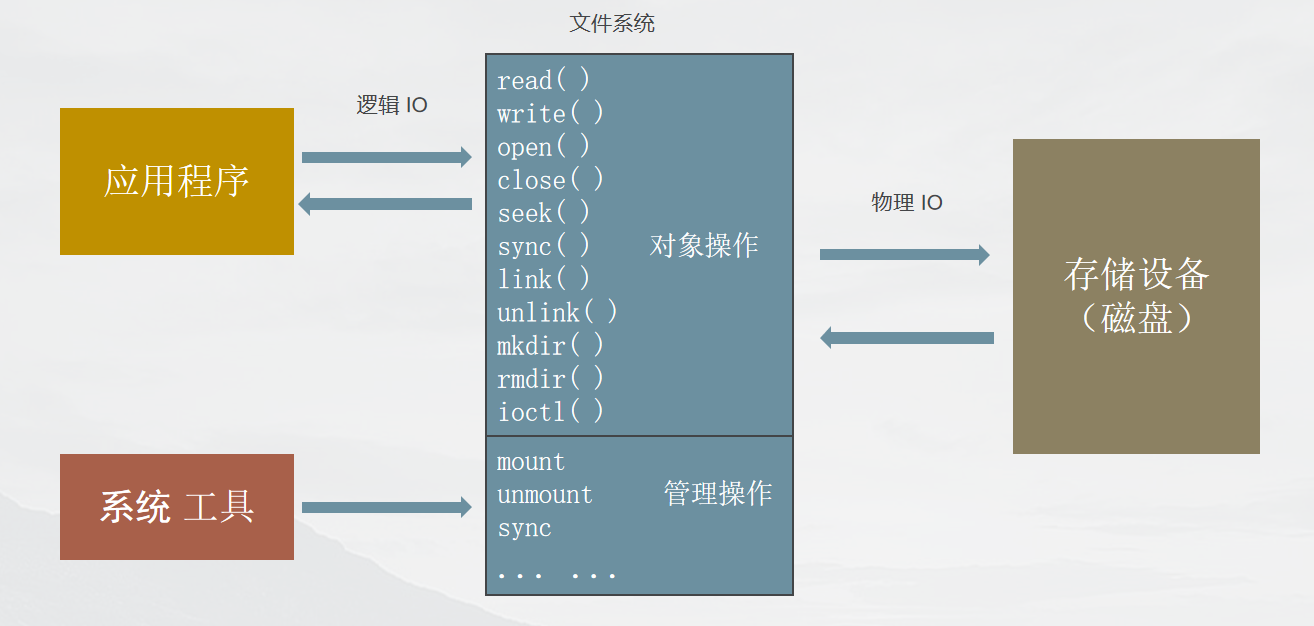 文件系统
逻辑 IO
应用程序
read( )
write( )
open( )
close( )
seek( )
sync( )
link( )
unlink( )
mkdir( )
rmdir( )
ioctl( )
对象操作
物理 IO
存储设备
（磁盘）
系统 工具
mount
unmount
sync
... ...
管理操作